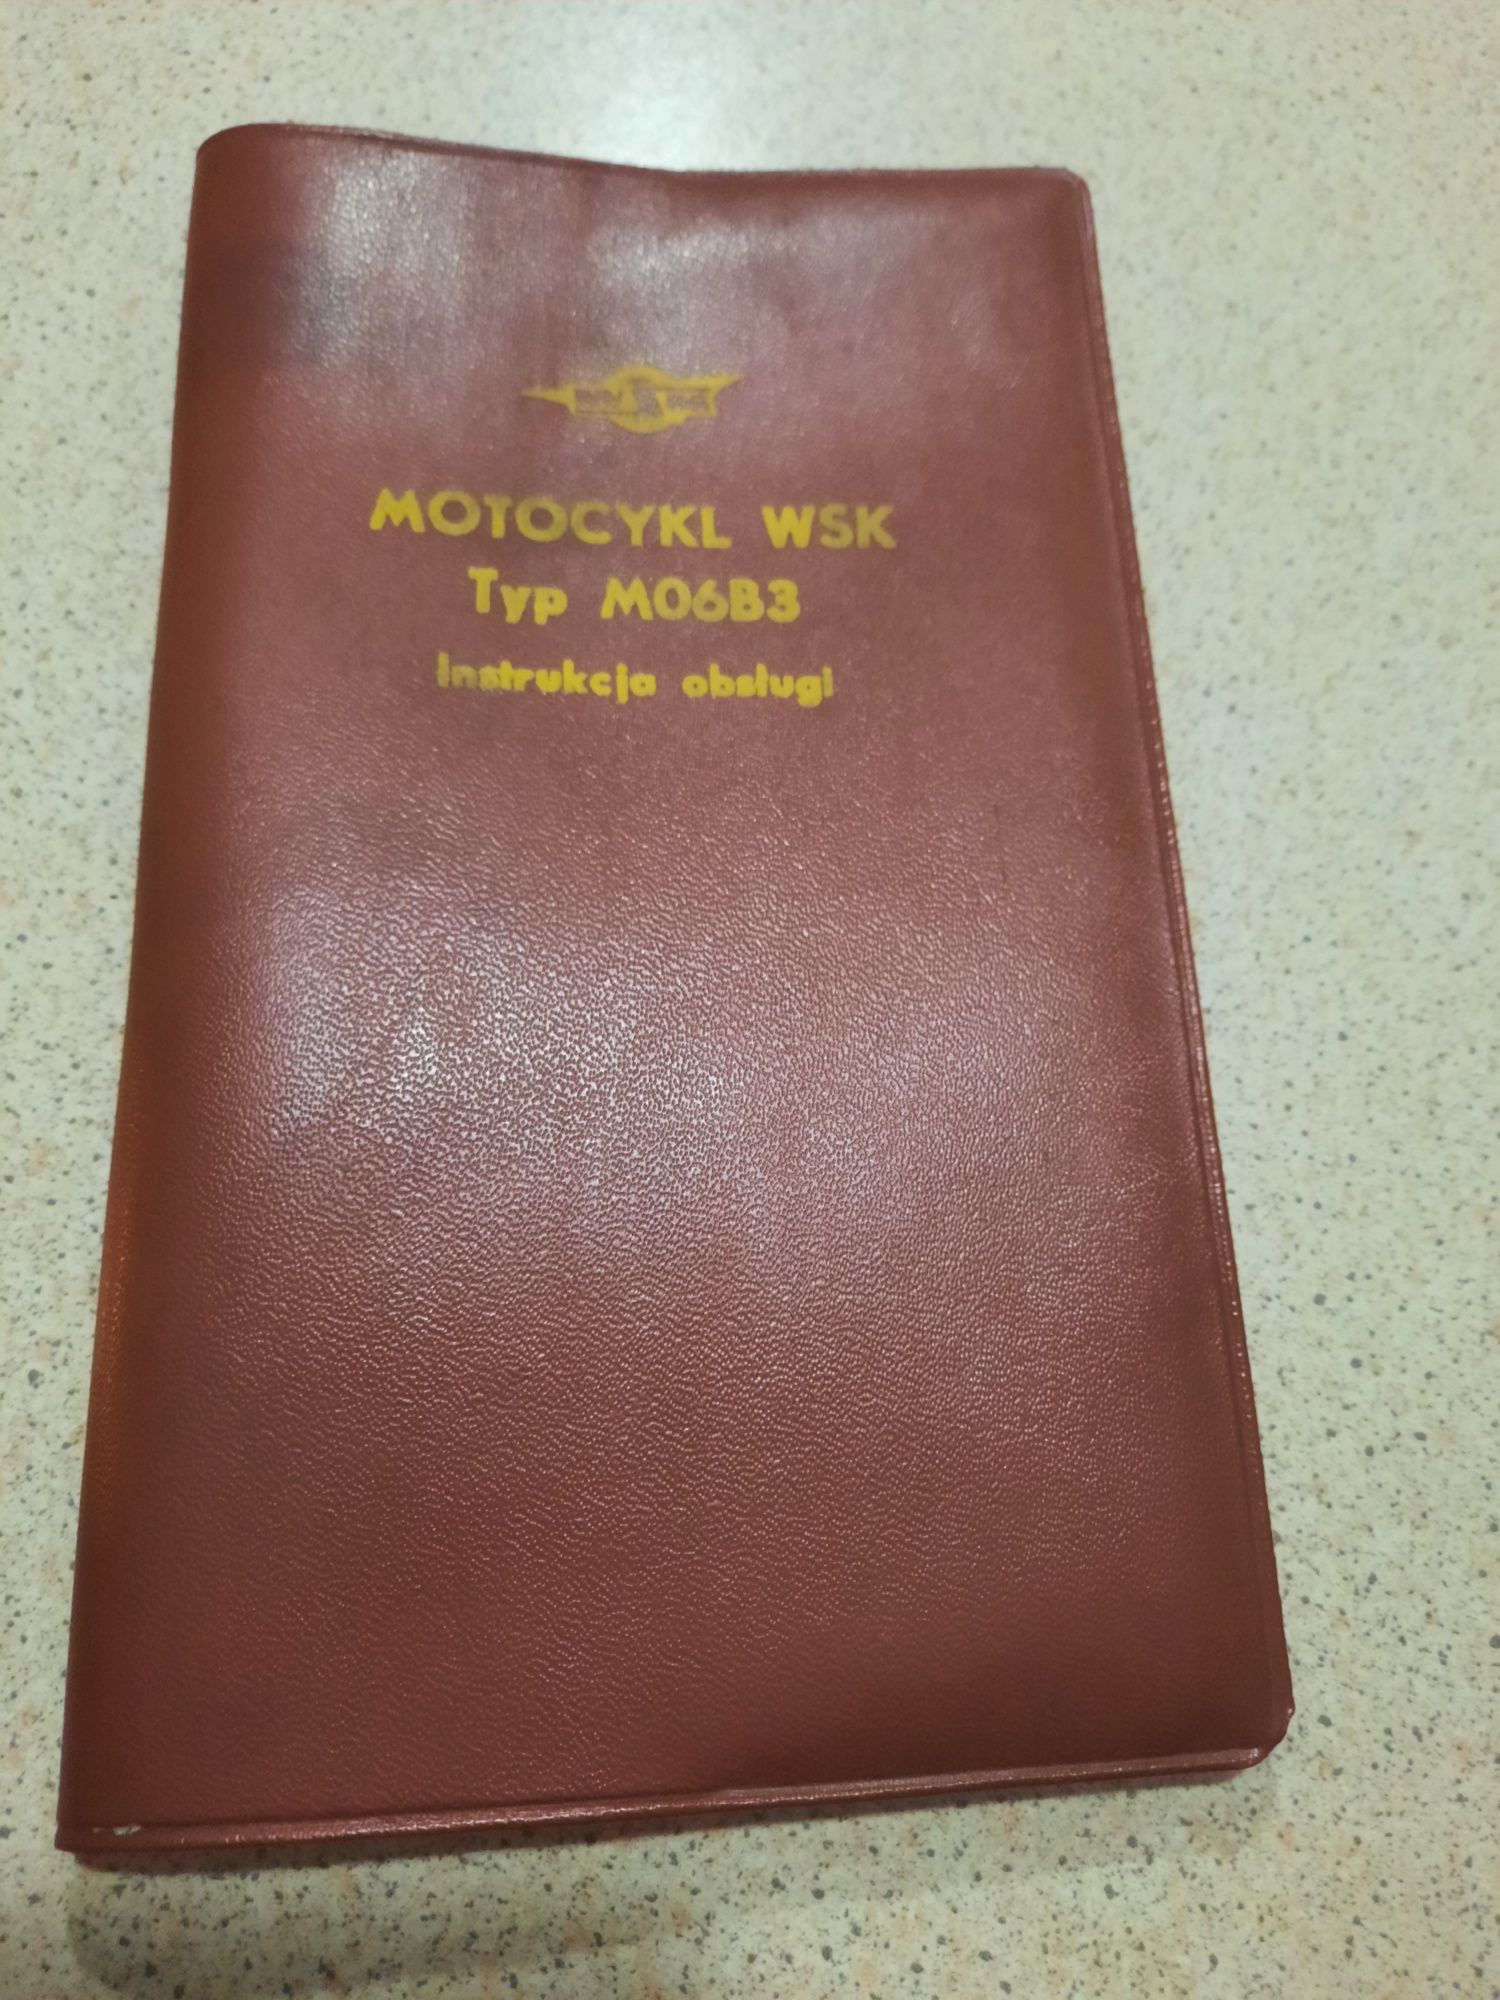 MOTOCYKL WSK
Typ M06B3
instrukcja obsługi